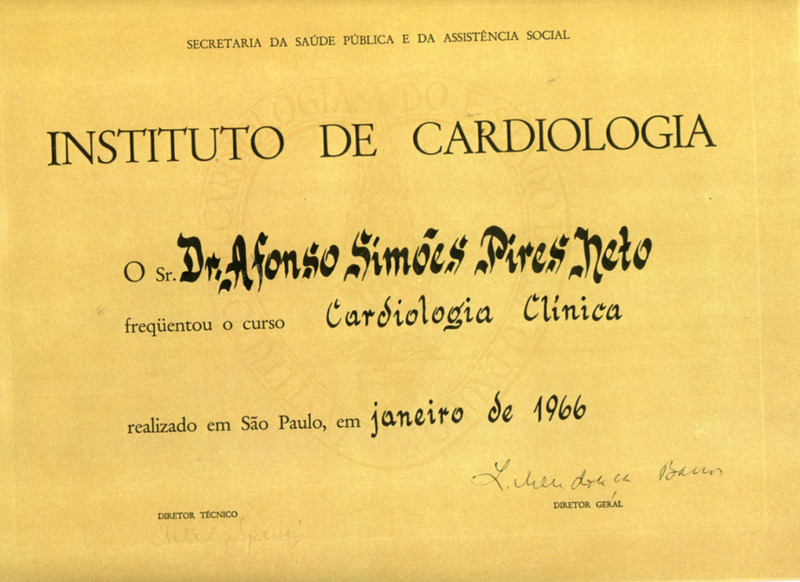 SECRETARIA DA SAÚDE PÚBLICA E DA ASSISTÊNCIA SOCIAL
INSTITUTO DE CARDIOLOGIA
O Sr. Dr. Afonso Simões Pires Neto
freqüentou o curso Cardiologia Clínica
realizado em São Paulo, em janeiro de 1966
L. Mendonca Barros
DIRETOR TÉCNICO
DIRETOR GERAL